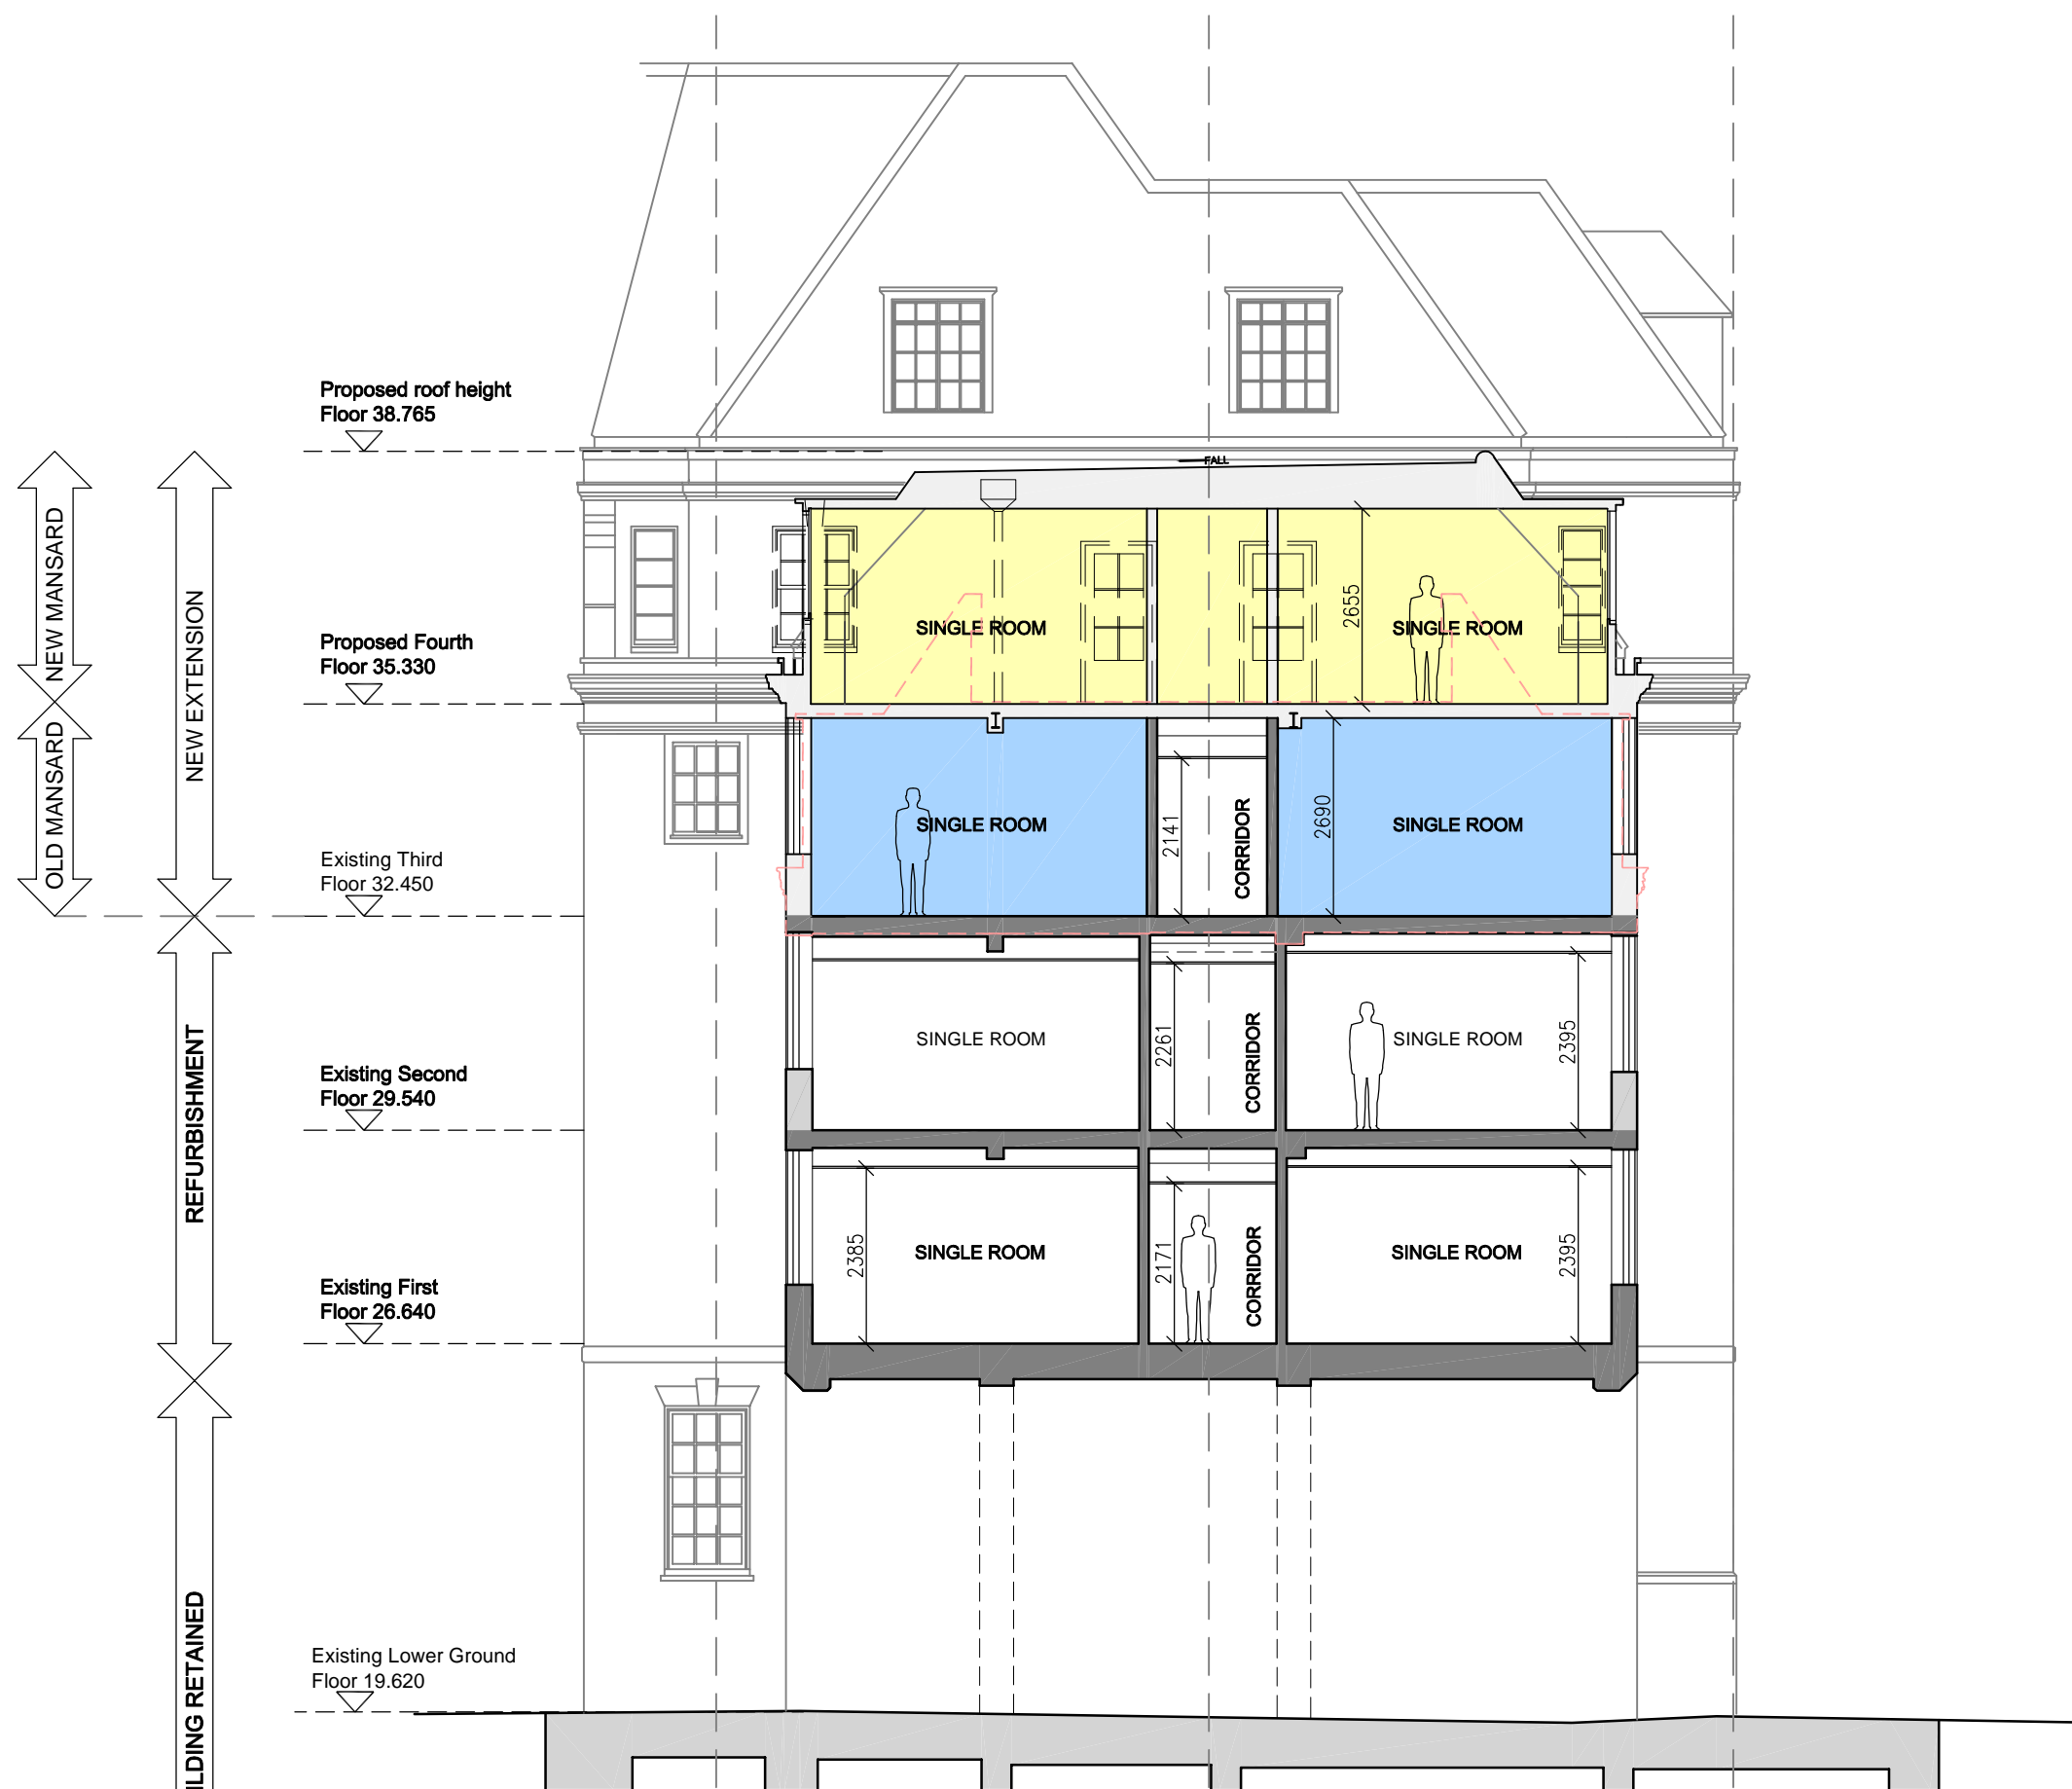 Proposed roof height
Floor 38.765
FALL
NEW MANSARD
NEW EXTENSION
2655
SINGLE ROOM
SINGLE ROOM
Proposed Fourth
Floor 35.330
OLD MANSARD
2141
CORRIDOR
2690
SINGLE ROOM
SINGLE ROOM
Existing Third
Floor 32.450
REFURBISHMENT
SINGLE ROOM
2261
CORRIDOR
SINGLE ROOM
2395
Existing Second
Floor 29.540
2385
SINGLE ROOM
2171
CORRIDOR
SINGLE ROOM
2395
Existing First
Floor 26.640
Existing Lower Ground
Floor 19.620
ILDING RETAINED